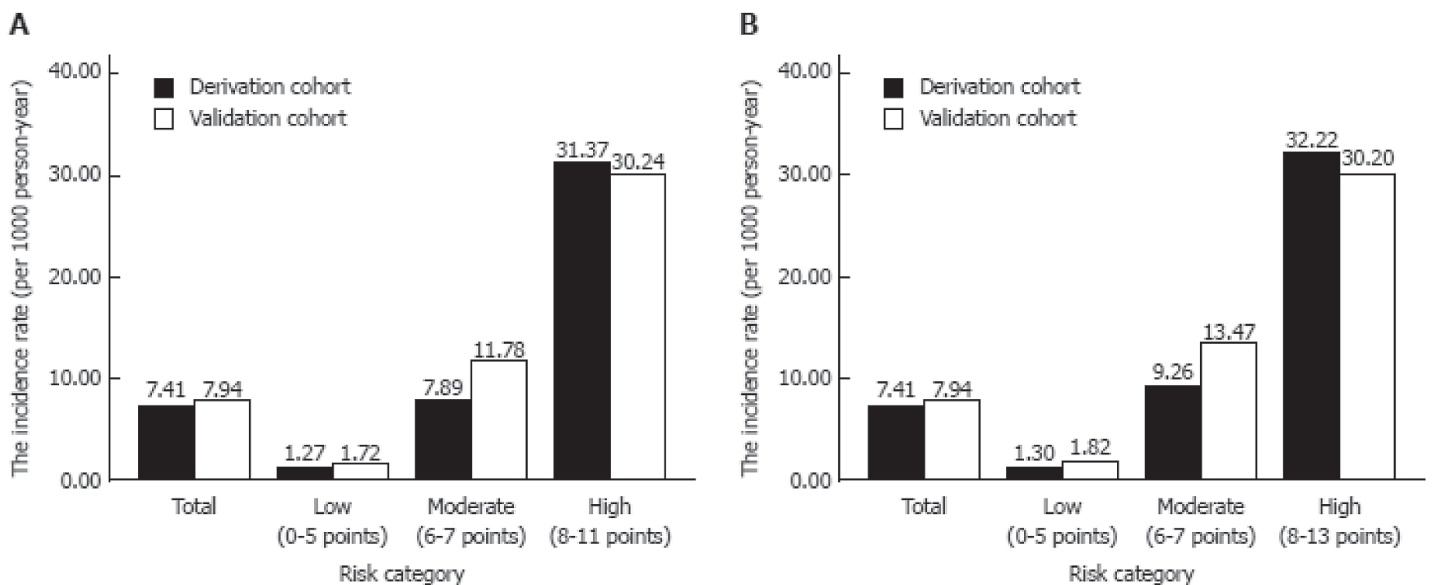 A
The incidence rate (per 1000 person-year)
40.00
30.00
20.00
10.00
0.00
Derivation cohort
Validation cohort
7.41
7.94
1.27
1.72
7.89
11.78
31.37
30.24
Total
Low
(0-5 points)
Moderate
(6-7 points)
High
(8-11 points)
Risk category
B
The incidence rate (per 1000 person-year)
40.00
30.00
20.00
10.00
0.00
Derivation cohort
Validation cohort
7.41
7.94
1.30
1.82
9.26
13.47
32.22
30.20
Total
Low
(0-5 points)
Moderate
(6-7 points)
High
(8-13 points)
Risk category